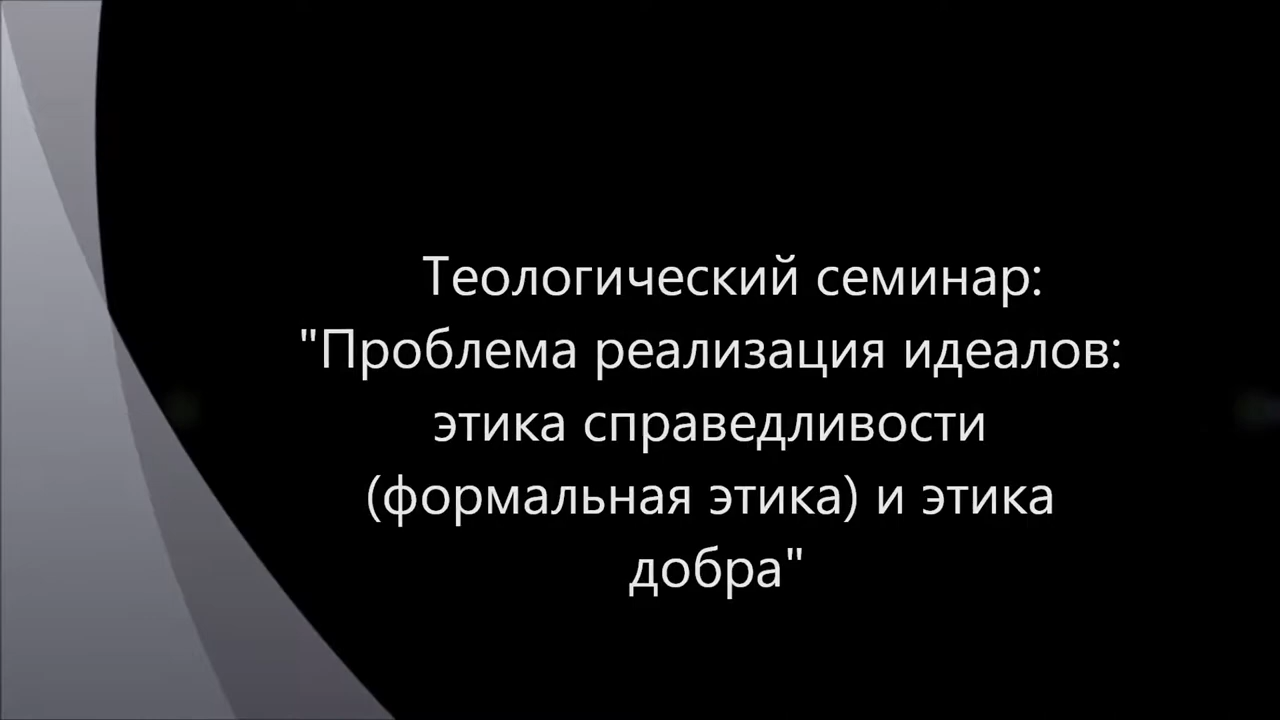 Теологический семинар:
"Проблема реализация идеалов:
этика справедливости
(формальная этика) и этика
добра"